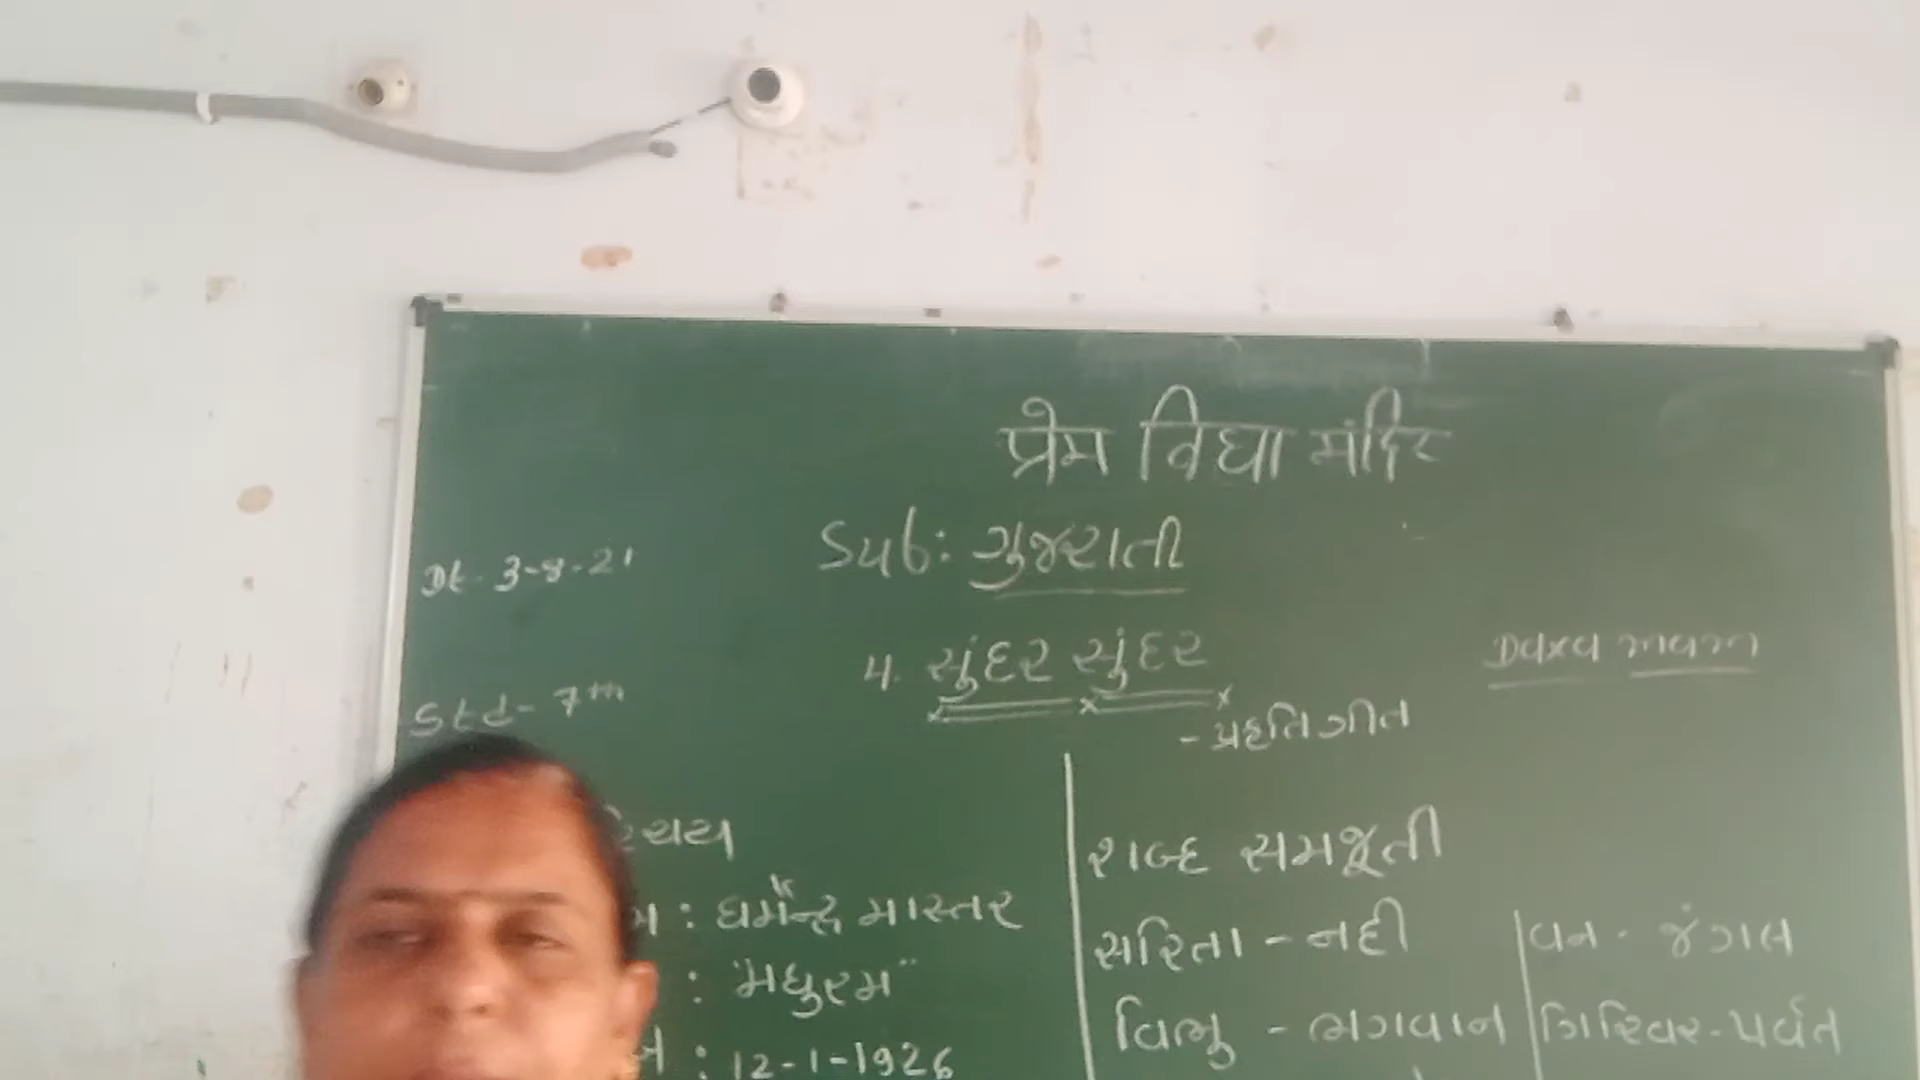 प्रेम विद्या मंदिर
Sub: ગુજરાતી
Dt- 3-8-21
4. સુંદર સુંદર
Std- 7th
- પ્રકૃતિગીત
રિચય
શબ્દ સમજૂતી
મ : ધર્મેન્દ્ર માસ્તર
સરિતા - નદી
વન - જંગલ
: "મધુરમ"
વિભુ - ભગવાન
ગિરિવર - પર્વત
: 12-1-1926